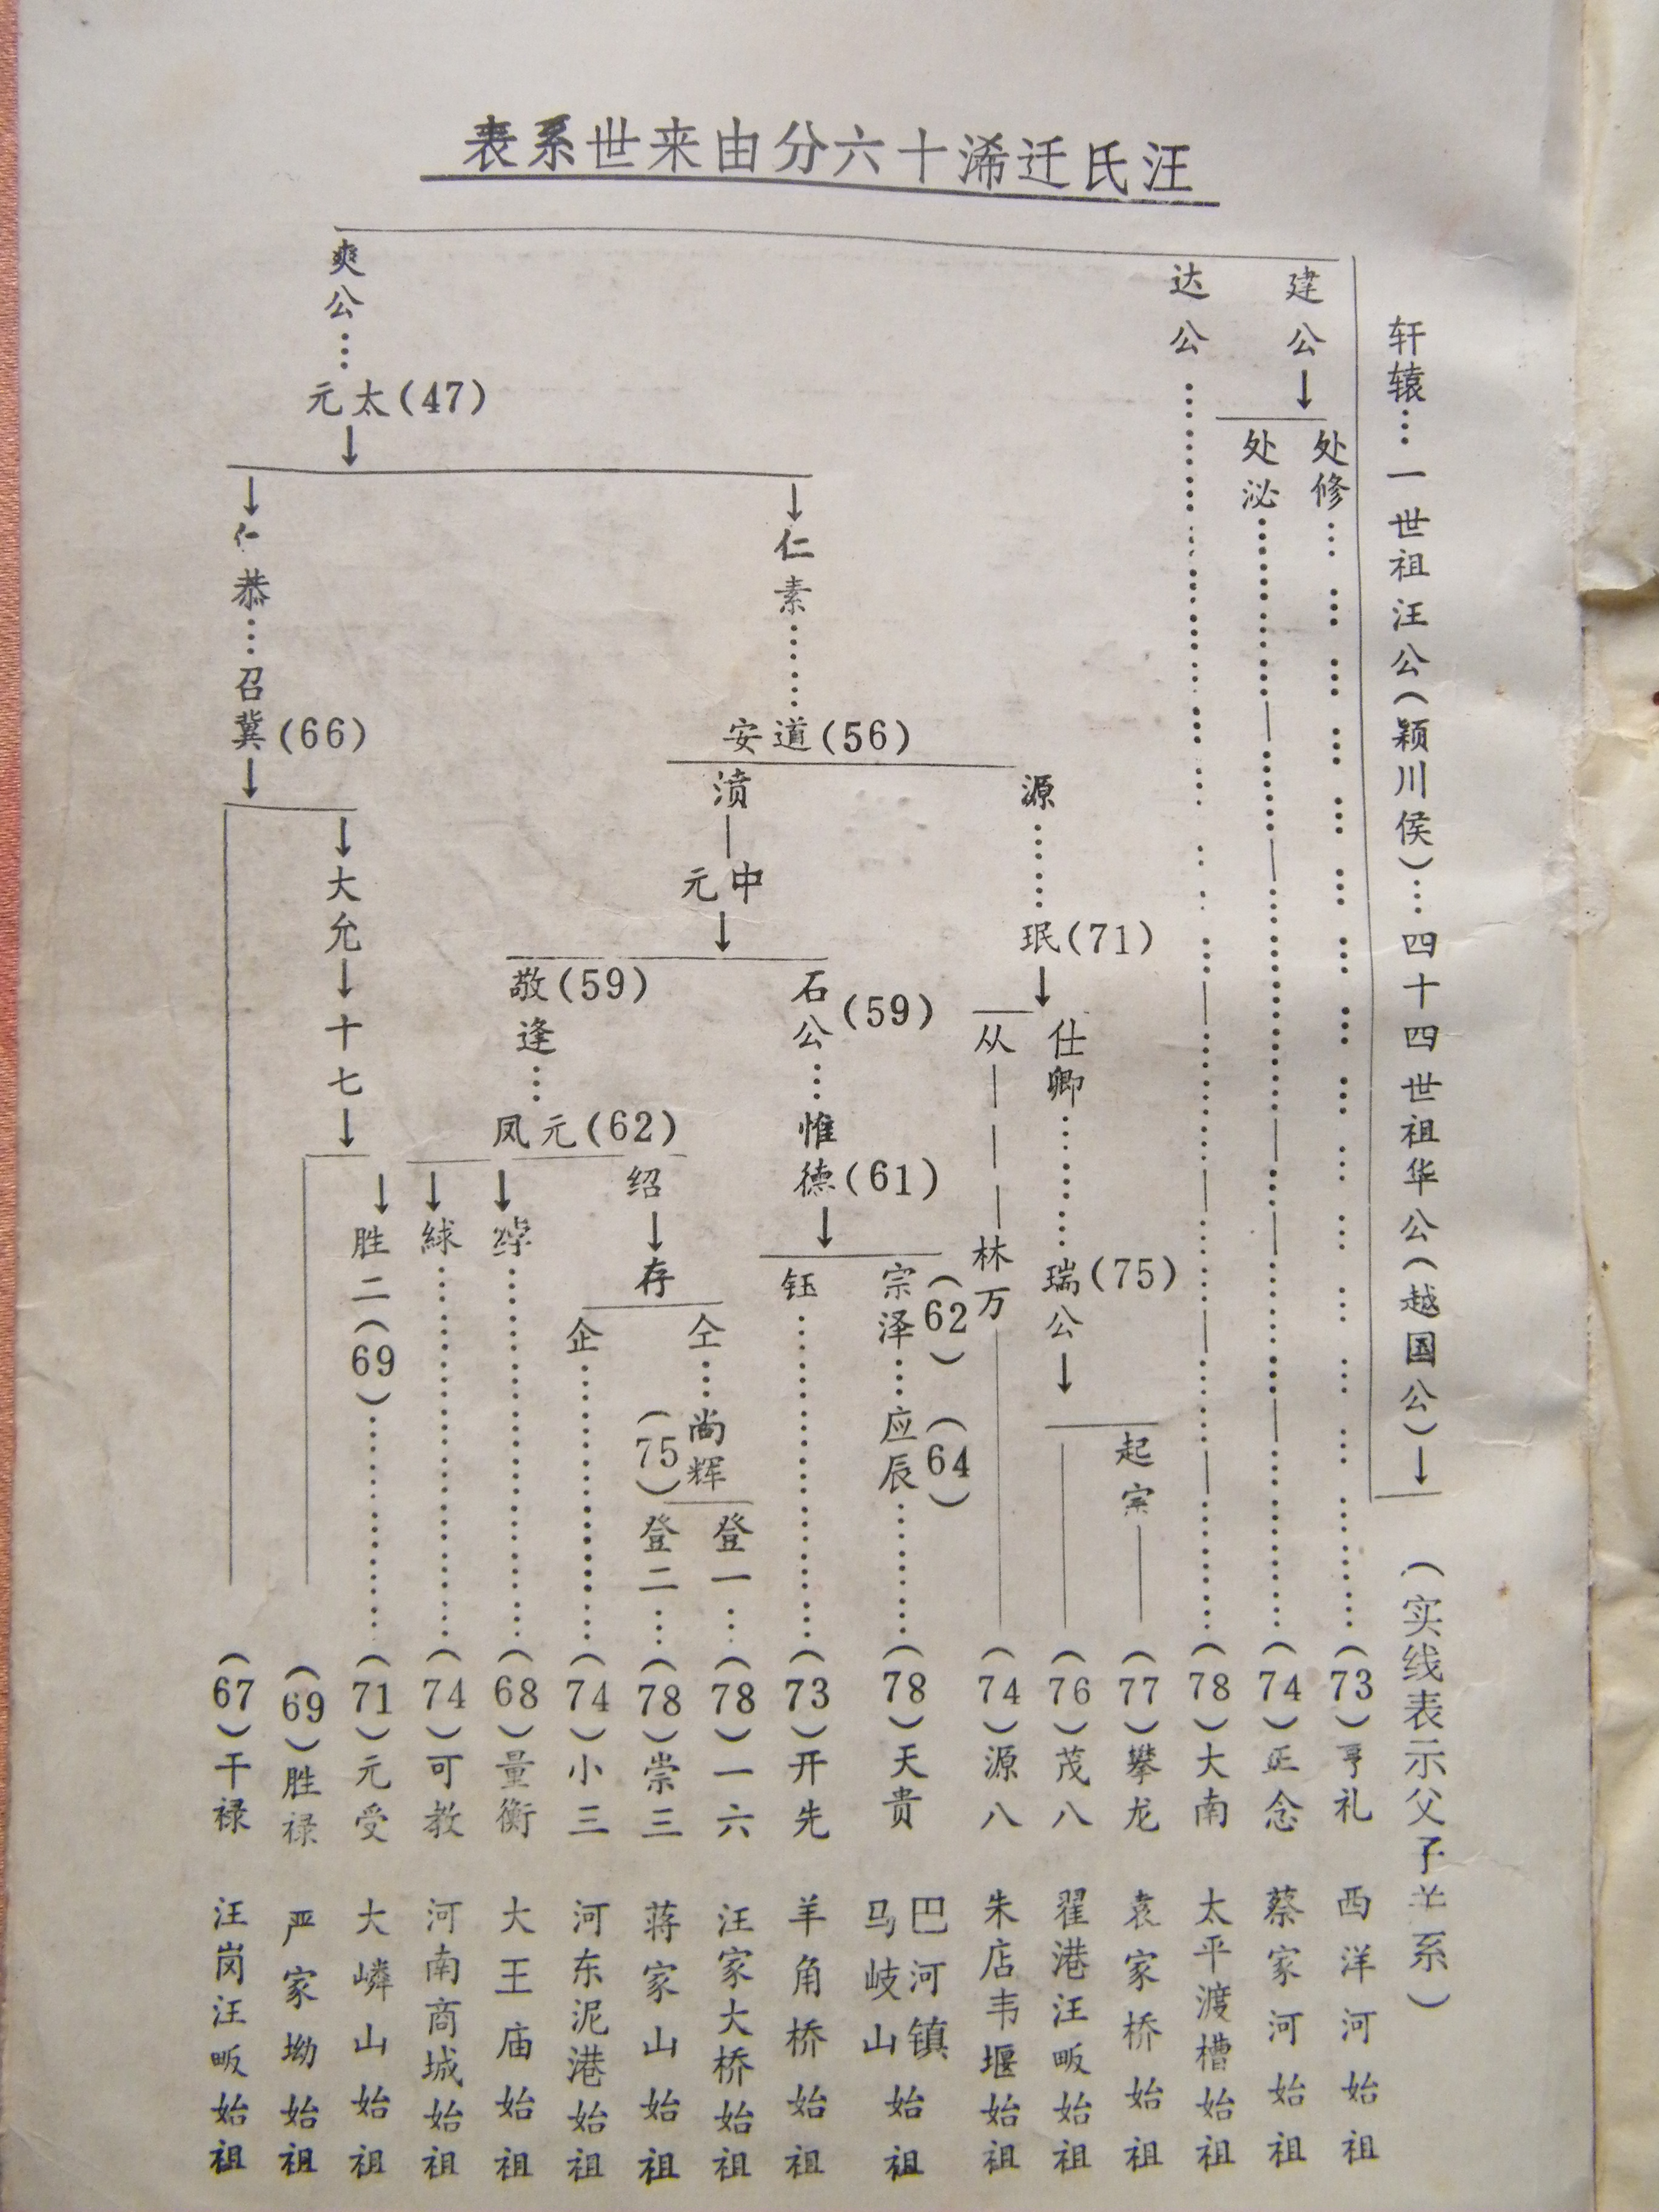 汪氏迁浠十六分由来世系表
轩辕…一世祖汪公(颖川侯)…四十四世祖华公(越国公)↓
(实线表示父子关系)
建公
处修……(73)亨礼 西洋河始祖
处泌……(74)正念 蔡家河始祖
达公……(78)大南 太平渡槽始祖
爽公…元太(47)
仁素……安道(56)
源……珉(71)
仕卿……瑞公(75)
起宗
(77)攀龙 袁家桥始祖
(76)茂八 翟港汪畈始祖
从
林万
(74)源八 朱店韦堰始祖
濆
元中
石公(59)…惟德(61)
宗泽(62)…应辰(64)……(78)天贵 巴河镇马岐山始祖
钰……(73)开先 羊角桥始祖
敬逢(59)…凤元(62)
绍
存
仝…尚辉(75)
登一…(78)一六 汪家大桥始祖
登二…(78)崇三 蒋家山始祖
企……(74)小三 河东泥港始祖
……(68)量衡 大王庙始祖
絿……(74)可教 河南商城始祖
仁恭…召冀(66)
大允
十七
胜二(69)……(71)元受 大嶙山始祖
(69)胜禄 严家坳始祖
(67)干禄 汪岗汪畈始祖